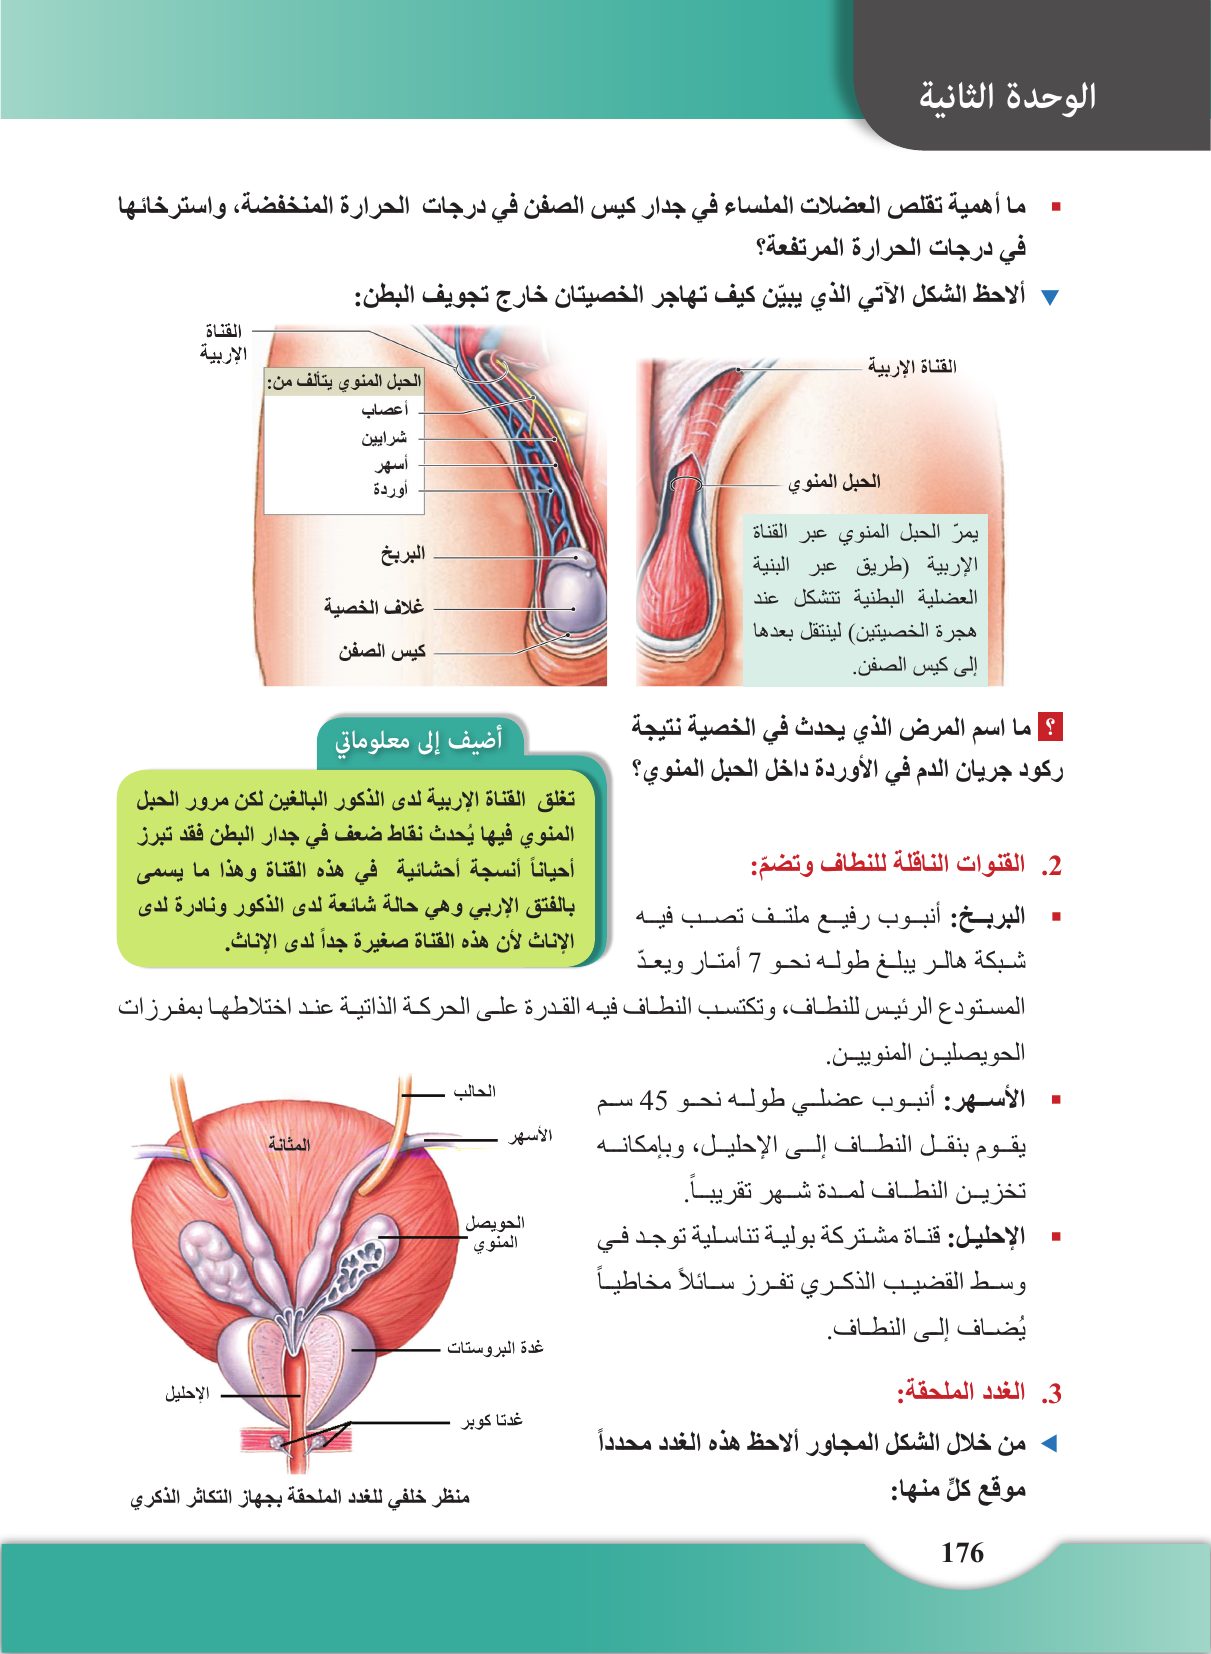 الوحدة الثانية
ما أهمية تقلص العضلات الملساء في جدار كيس الصفن في درجات الحرارة المنخفضة، واسترخائها
في درجات الحرارة المرتفعة؟
ألاحظ الشكل الآتي الذي يبيّن كيف تهاجر الخصيتان خارج تجويف البطن:
القناة
الإربية
الحبل المنوي يتألف من:
أعصاب
شرايين
أسهر
أوردة
البربخ
غلاف الخصية
كيس الصفن
القناة الإربية
الحبل المنوي
يمرّ الحبل المنوي عبر القناة
الإربية (طريق عبر البنية
العضلية البطنية تتشكل عند
هجرة الخصيتين) لينتقل بعدها
إلى كيس الصفن.
؟ ما اسم المرض الذي يحدث في الخصية نتيجة
ركود جريان الدم في الأوردة داخل الحبل المنوي؟
أضيف إلى معلوماتي
تغلق القناة الإربية لدى الذكور البالغين لكن مرور الحبل
المنوي فيها يُحدث نقاط ضعف في جدار البطن فقد تبرز
أحياناً أنسجة أحشائية في هذه القناة وهذا ما يسمى
بالفتق الإربي وهي حالة شائعة لدى الذكور ونادرة لدى
الإناث لأن هذه القناة صغيرة جداً لدى الإناث.
2. القنوات الناقلة للنطاف وتضمّ:
البربخ: أنبوب رفيع ملتف تصب فيه
شبكة هالر يبلغ طوله نحو 7 أمتار ويعدّ
المستودع الرئيس للنطاف، وتكتسب النطاف فيه القدرة على الحركة الذاتية عند اختلاطها بمفرزات
الحويصلين المنويين.
الأسهر: أنبوب عضلي طوله نحو 45 سم
يقوم بنقل النطاف إلى الإحليل، وبإمكانه
تخزين النطاف لمدة شهر تقريباً.
الإحليل: قناة مشتركة بولية تناسلية توجد في
وسط القضيب الذكري تفرز سائلاً مخاطياً
يُضاف إلى النطاف.
3. الغدد الملحقة:
من خلال الشكل المجاور ألاحظ هذه الغدد محدداً
موقع كلٍّ منها:
الحالب
المثانة
الأسهر
الحويصل
المنوي
غدة البروستات
الإحليل
غدتا كوبر
منظر خلفي للغدد الملحقة بجهاز التكاثر الذكري
176